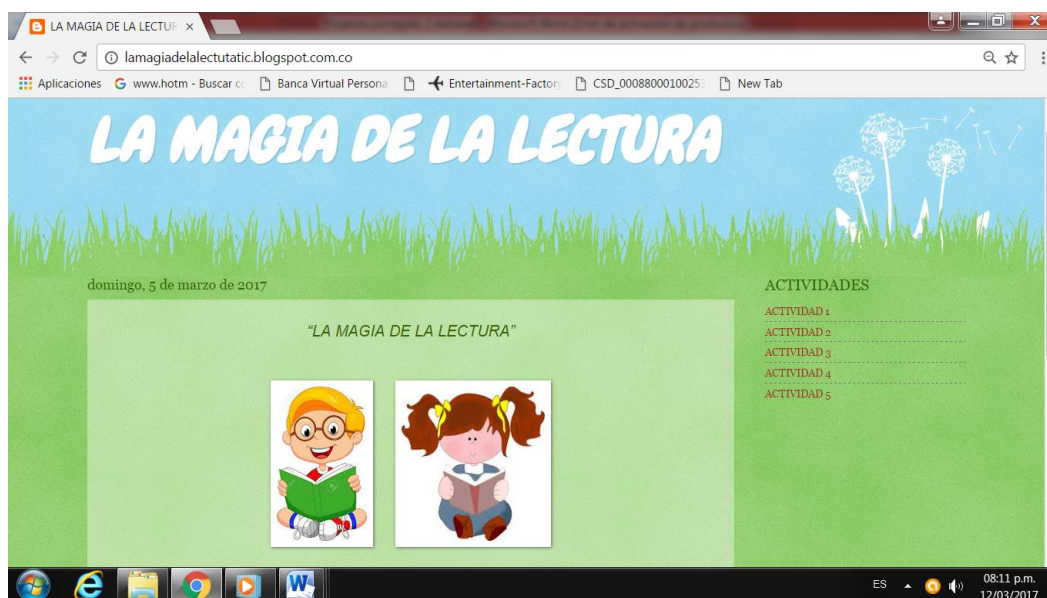 LA MAGIA DE LA LECTUR
lamagiadelalectutatic.blogspot.com.co
Aplicaciones www.hotm - Buscar co Banca Virtual Persona Entertainment-Factory CSD_0008800010025 New Tab
LA MAGIA DE LA LECTURA
domingo, 5 de marzo de 2017
“LA MAGIA DE LA LECTURA”
ACTIVIDADES
ACTIVIDAD 1
ACTIVIDAD 2
ACTIVIDAD 3
ACTIVIDAD 4
ACTIVIDAD 5
ES
08:11 p.m.
12/03/2017